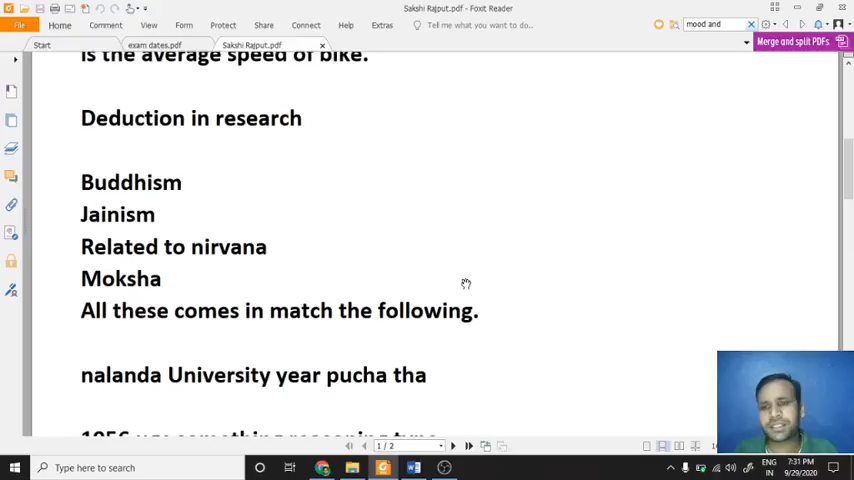 Sakshi Rajput.pdf - Foxit Reader
File Home Comment View Form Protect Share Connect Help Extras Tell me what you want to do... mood and
Start exam dates.pdf Sakshi Rajput.pdf Merge and split PDFs
is the average speed of bike.
Deduction in research
Buddhism
Jainism
Related to nirvana
Moksha
All these comes in match the following.
nalanda University year pucha tha
1 / 2
Type here to search
ENG 7:31 PM
IN 9/29/2020